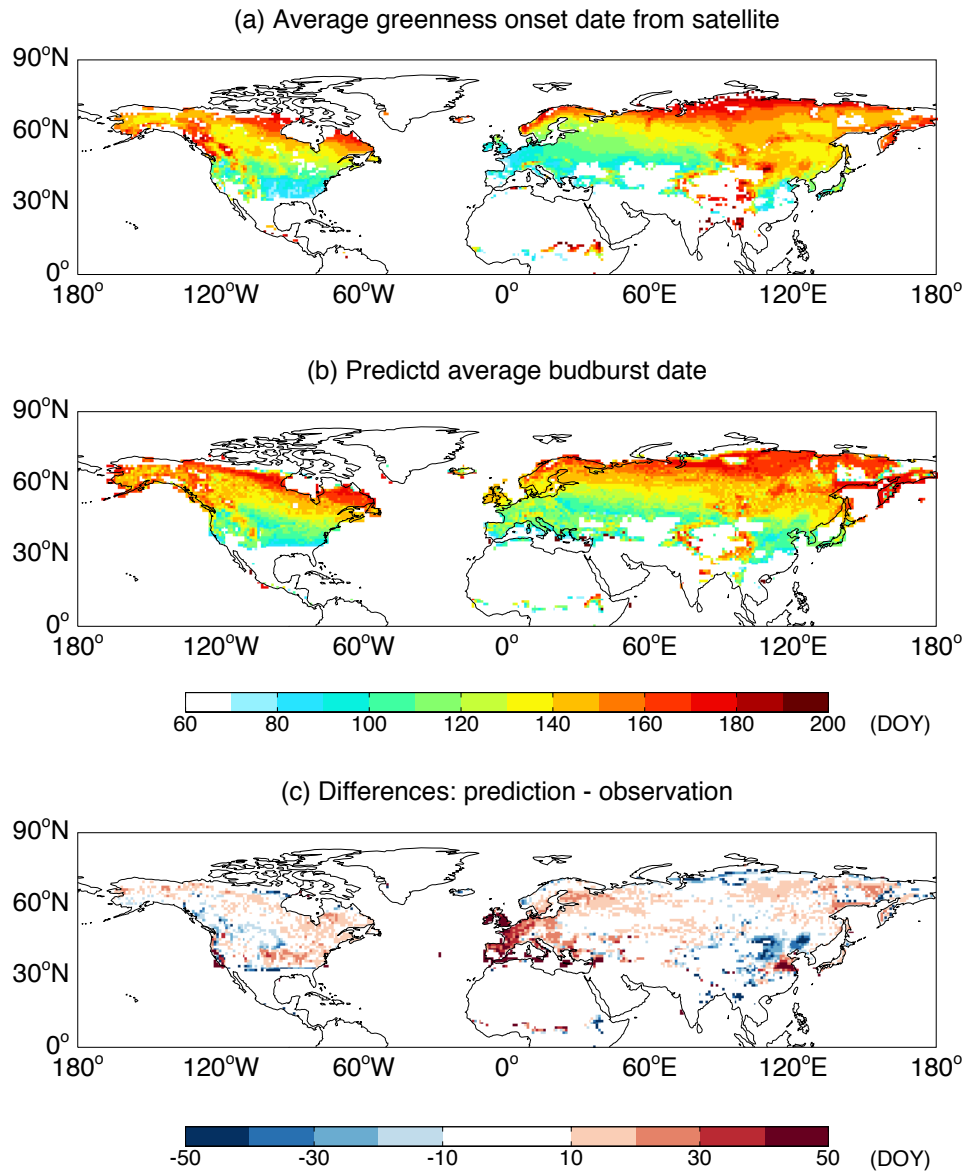 (a) Average greenness onset date from satellite
90°N
60°N
30°N
0°
180° 120°W 60°W 0° 60°E 120°E 180°
(b) Predictd average budburst date
90°N
60°N
30°N
0°
180° 120°W 60°W 0° 60°E 120°E 180°
60 80 100 120 140 160 180 200 (DOY)
(c) Differences: prediction - observation
90°N
60°N
30°N
0°
180° 120°W 60°W 0° 60°E 120°E 180°
-50 -30 -10 10 30 50 (DOY)